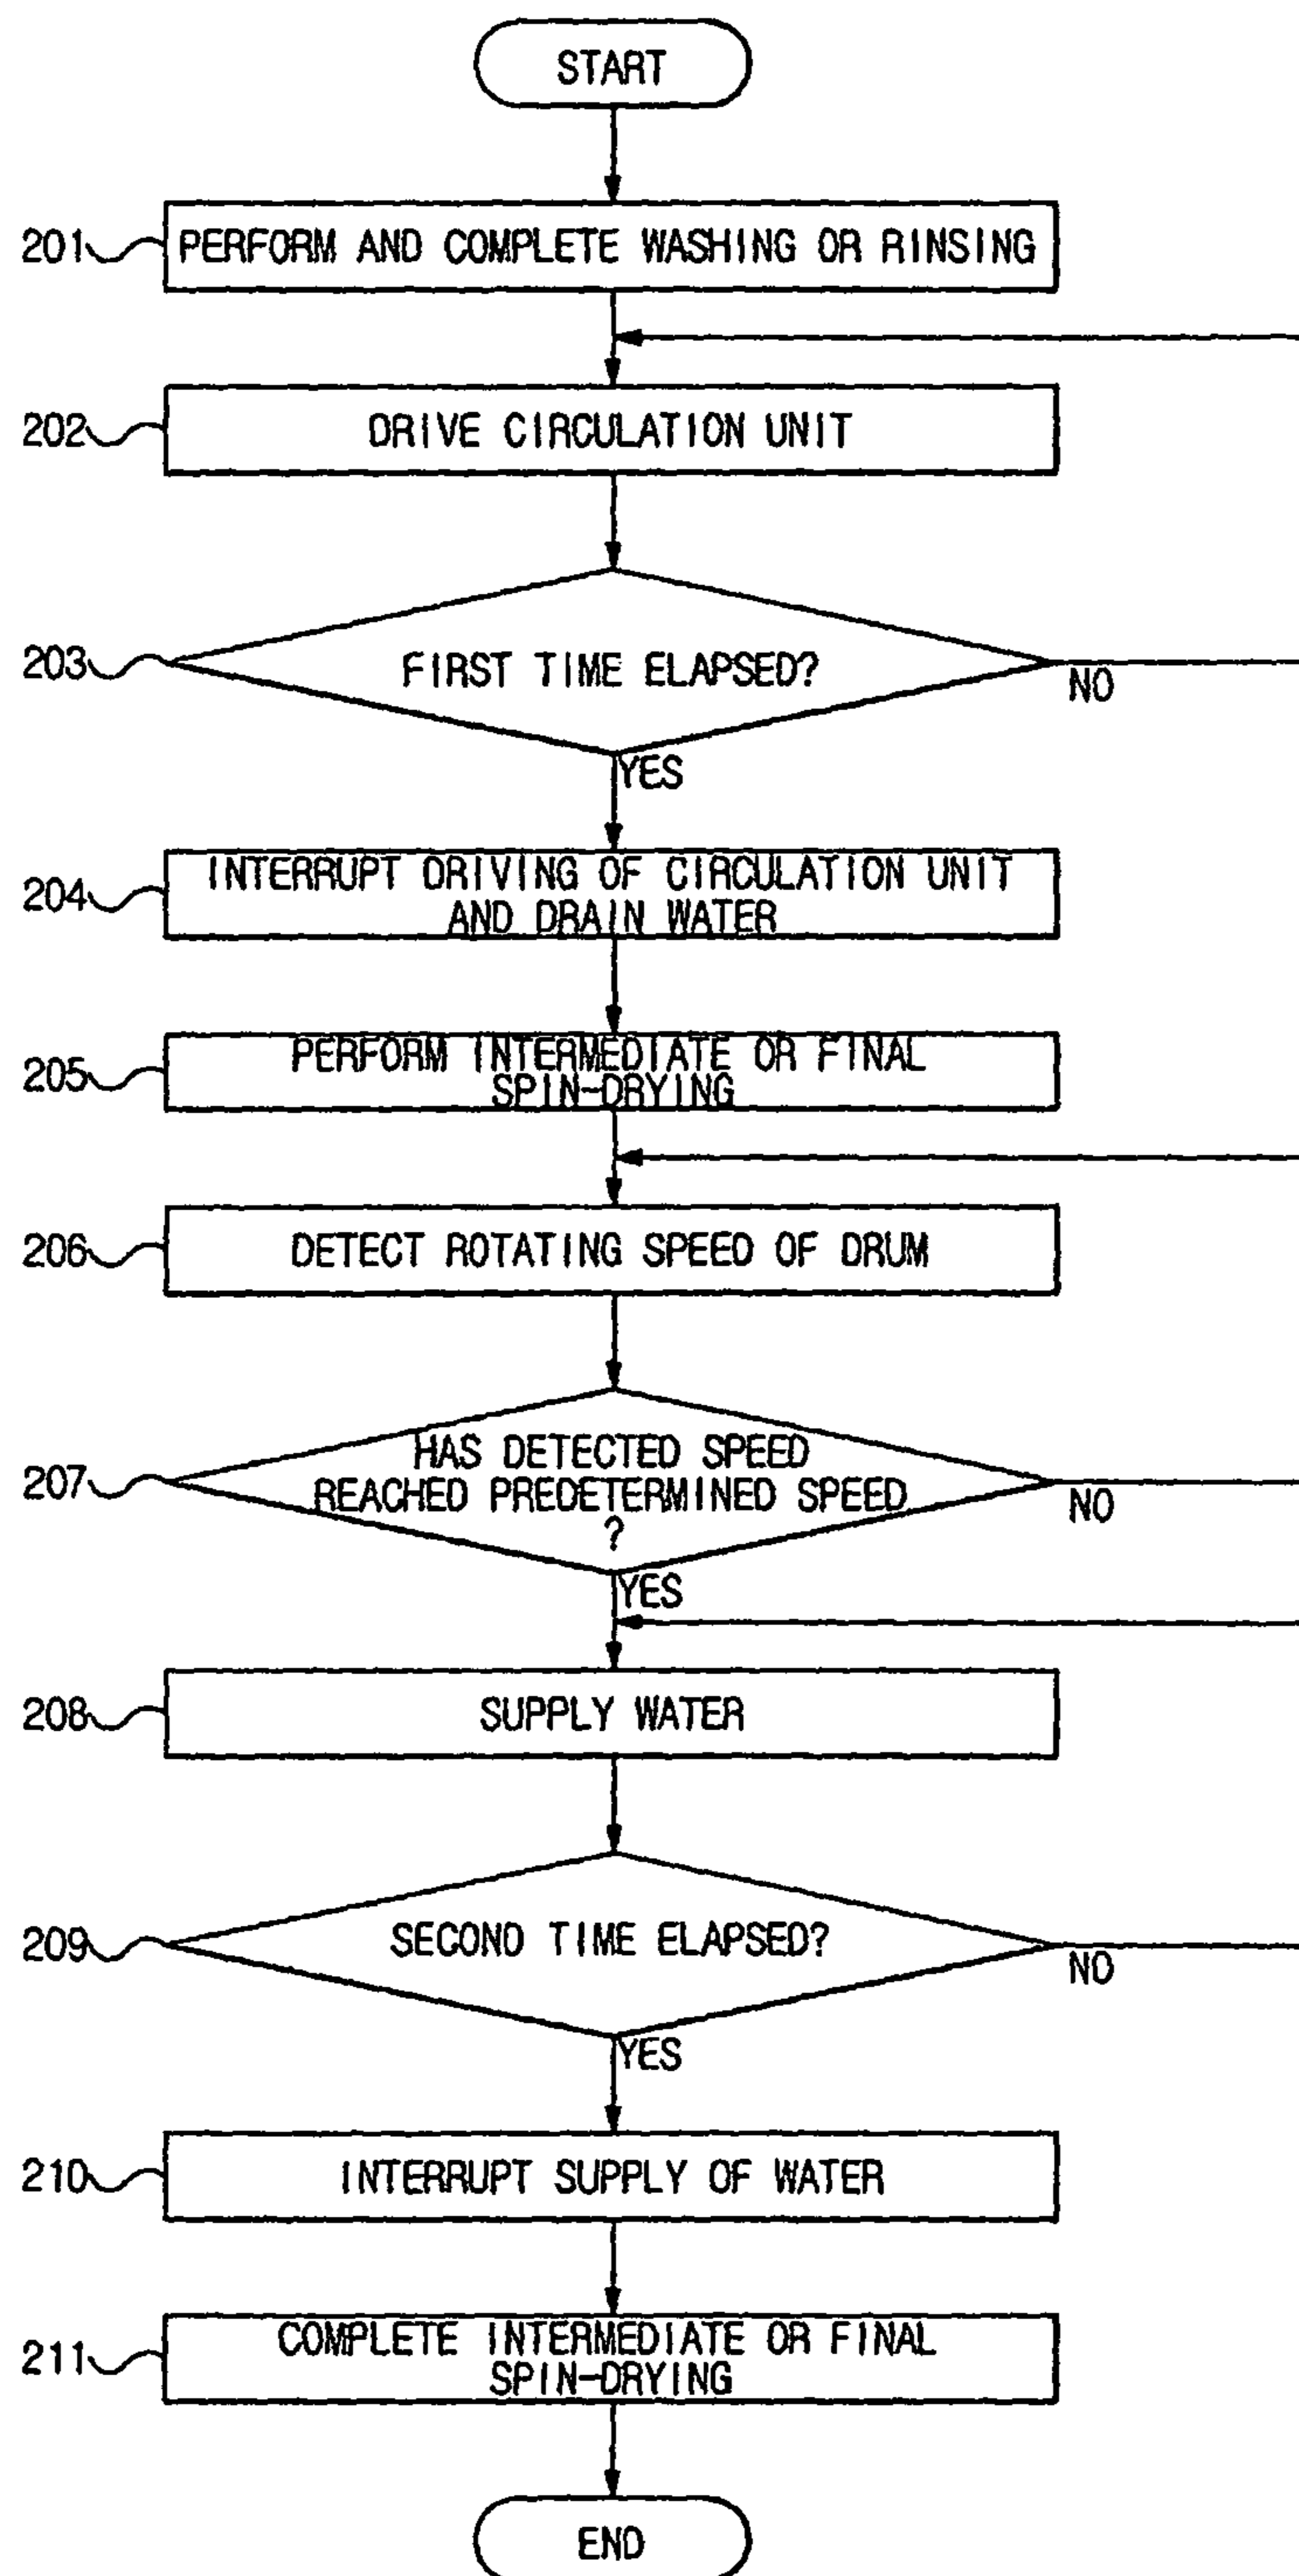 START
201 PERFORM AND COMPLETE WASHING OR RINSING
202 DRIVE CIRCULATION UNIT
203 FIRST TIME ELAPSED?
NO
YES
204 INTERRUPT DRIVING OF CIRCULATION UNIT
AND DRAIN WATER
205 PERFORM INTERMEDIATE OR FINAL
SPIN-DRYING
206 DETECT ROTATING SPEED OF DRUM
207 HAS DETECTED SPEED
REACHED PREDETERMINED SPEED
?
NO
YES
208 SUPPLY WATER
209 SECOND TIME ELAPSED?
NO
YES
210 INTERRUPT SUPPLY OF WATER
211 COMPLETE INTERMEDIATE OR FINAL
SPIN-DRYING
END